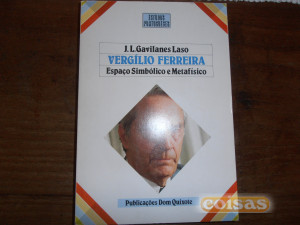 ESTUDOS
PORTUGUESES
J. L. Gavilanes Laso
VERGÍLIO FERREIRA
Espaço Simbólico e Metafísico
Publicações Dom Quixote
coisas